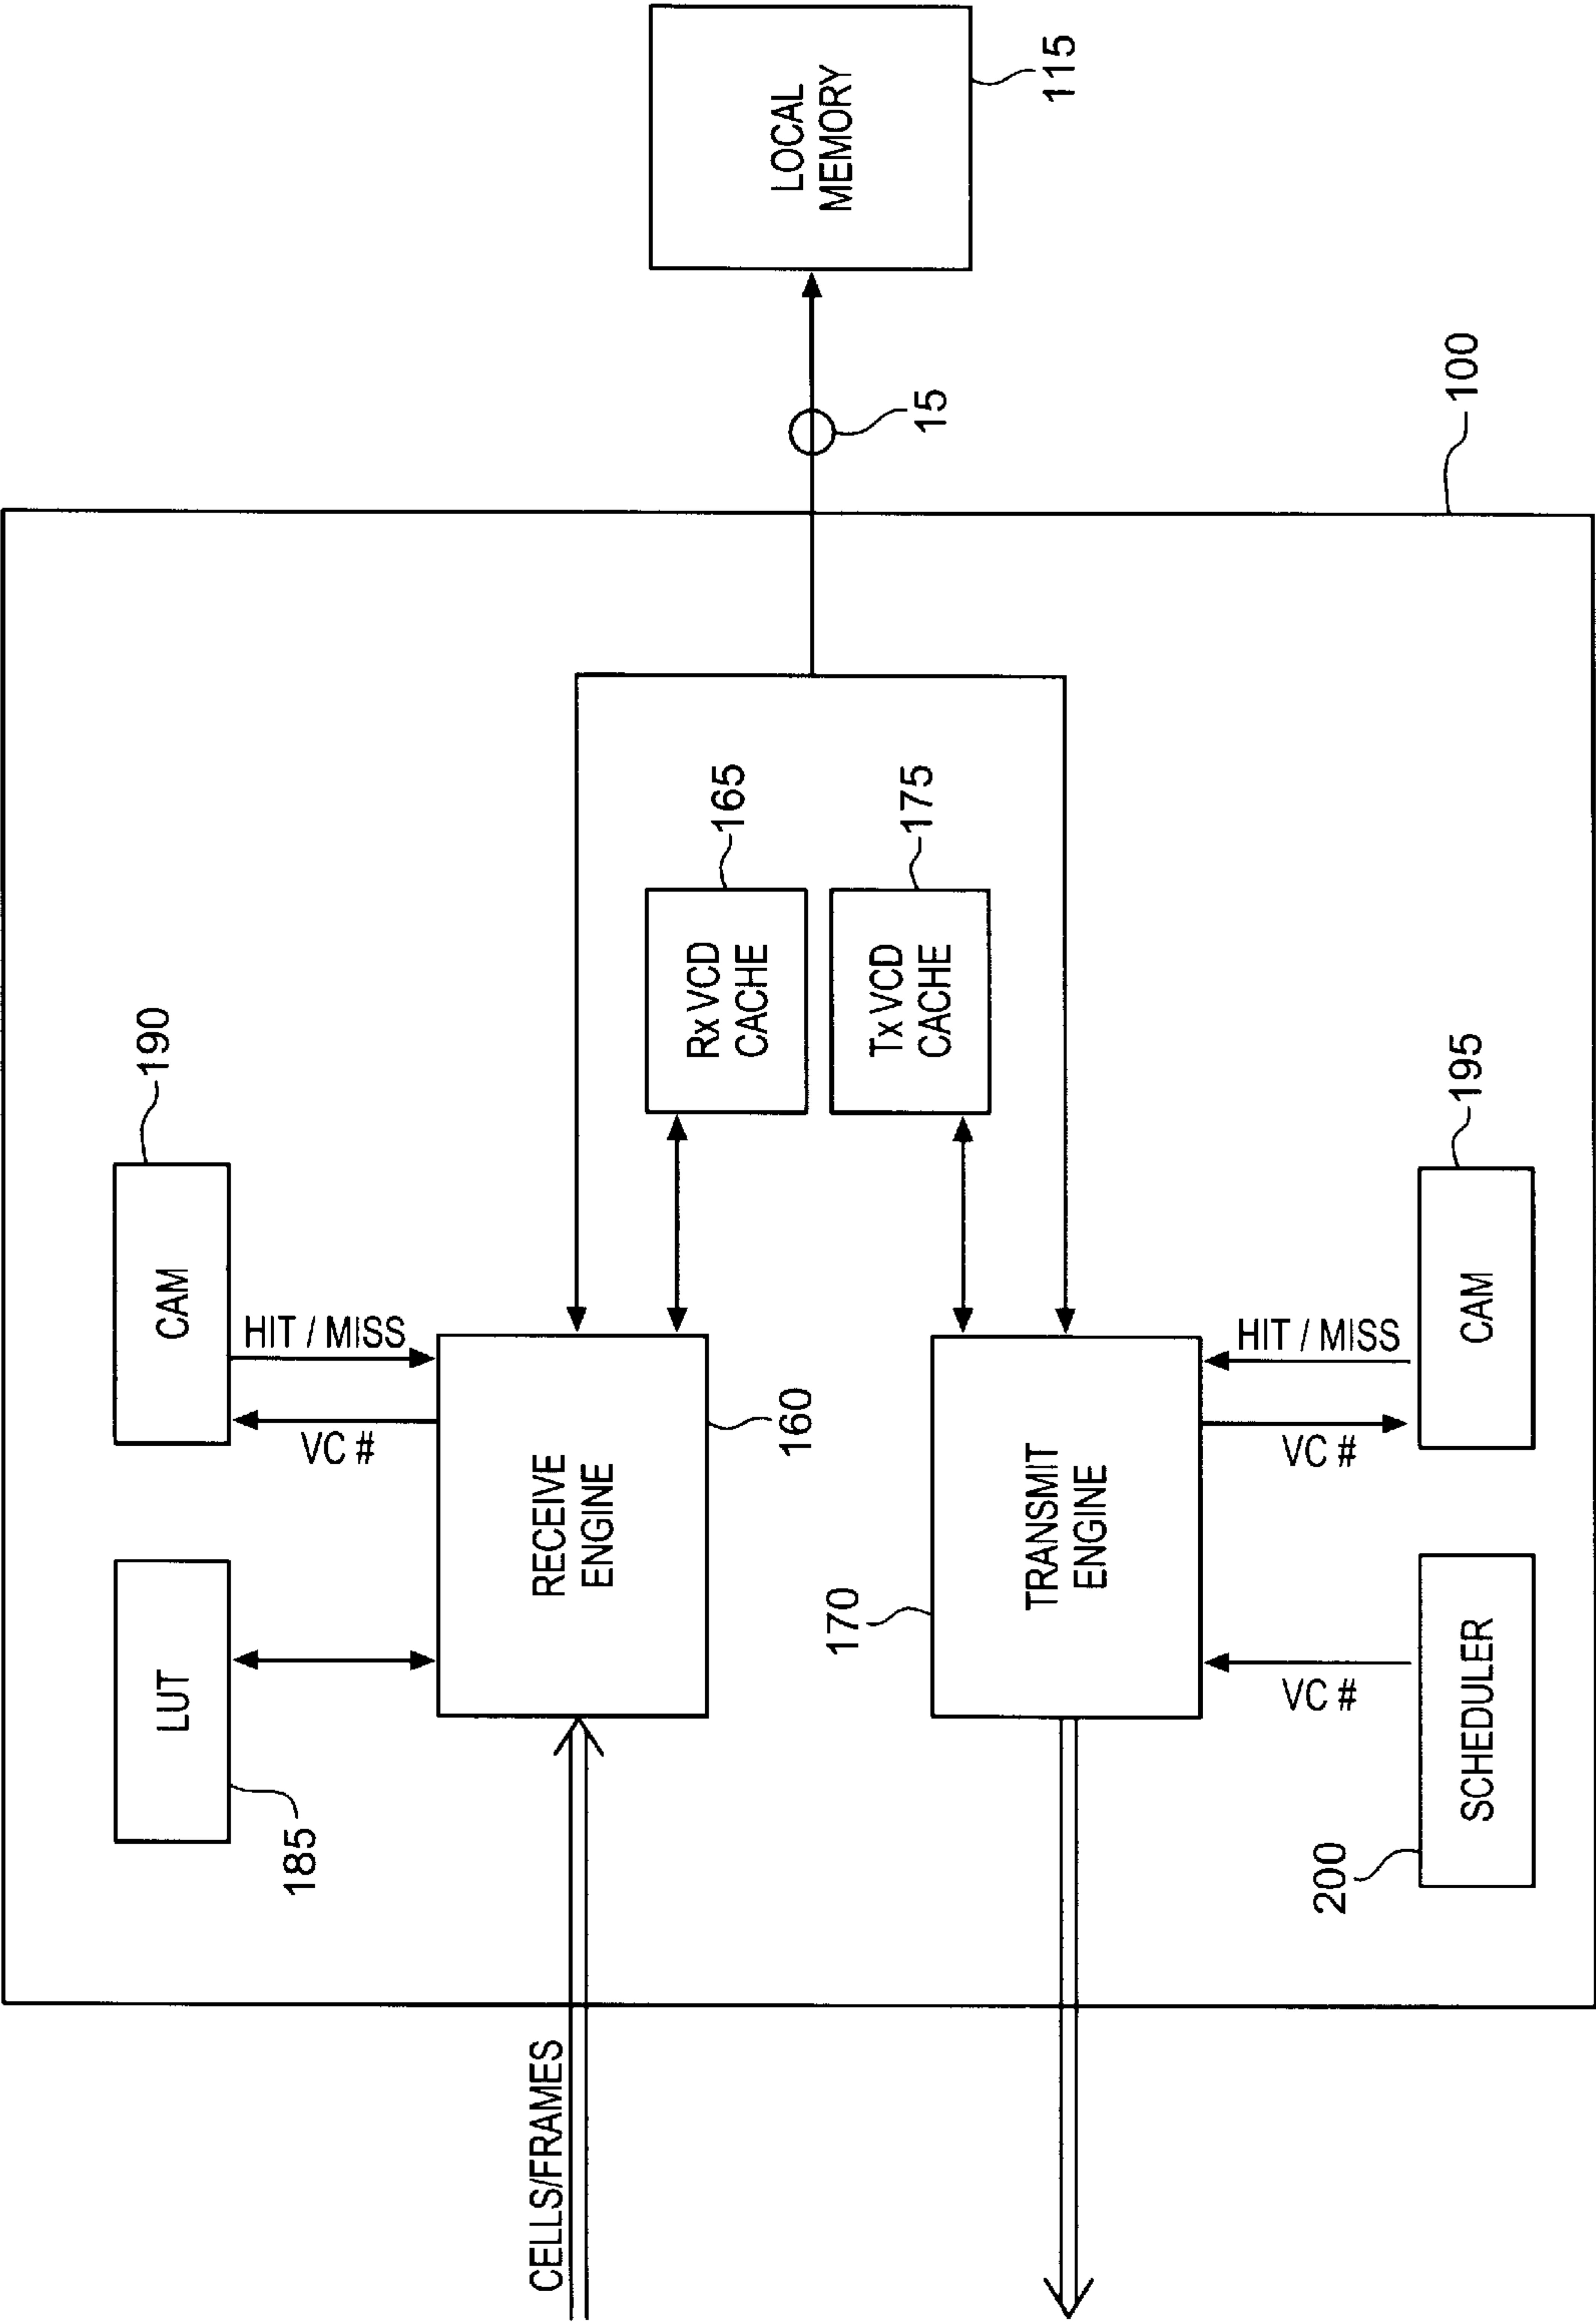 LUT
185
CAM
190
HIT / MISS
VC #
CELLS/FRAMES
RECEIVE
ENGINE
160
Rx VCD
CACHE
165
Tx VCD
CACHE
175
170
TRANSMIT
ENGINE
VC #
VC #
HIT / MISS
200
SCHEDULER
CAM
195
15
100
LOCAL
MEMORY
115